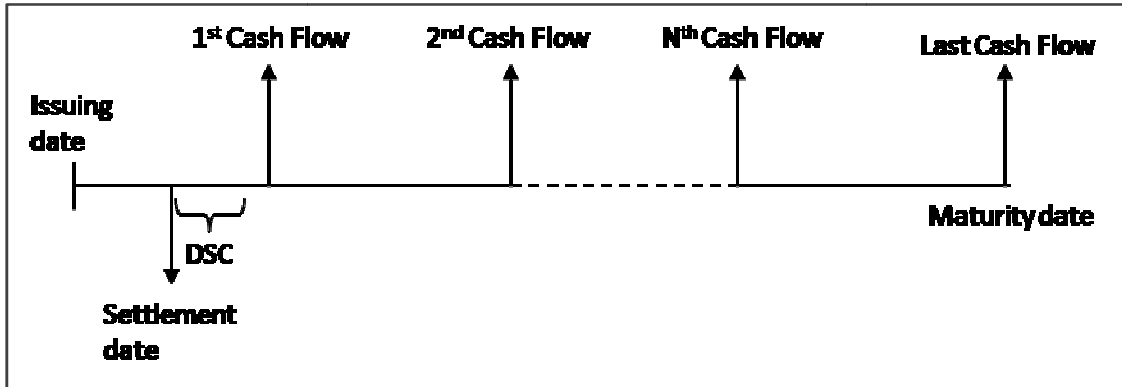 1st Cash Flow
2nd Cash Flow
Nth Cash Flow
Last Cash Flow
Issuing
date
DSC
Maturity date
Settlement
date